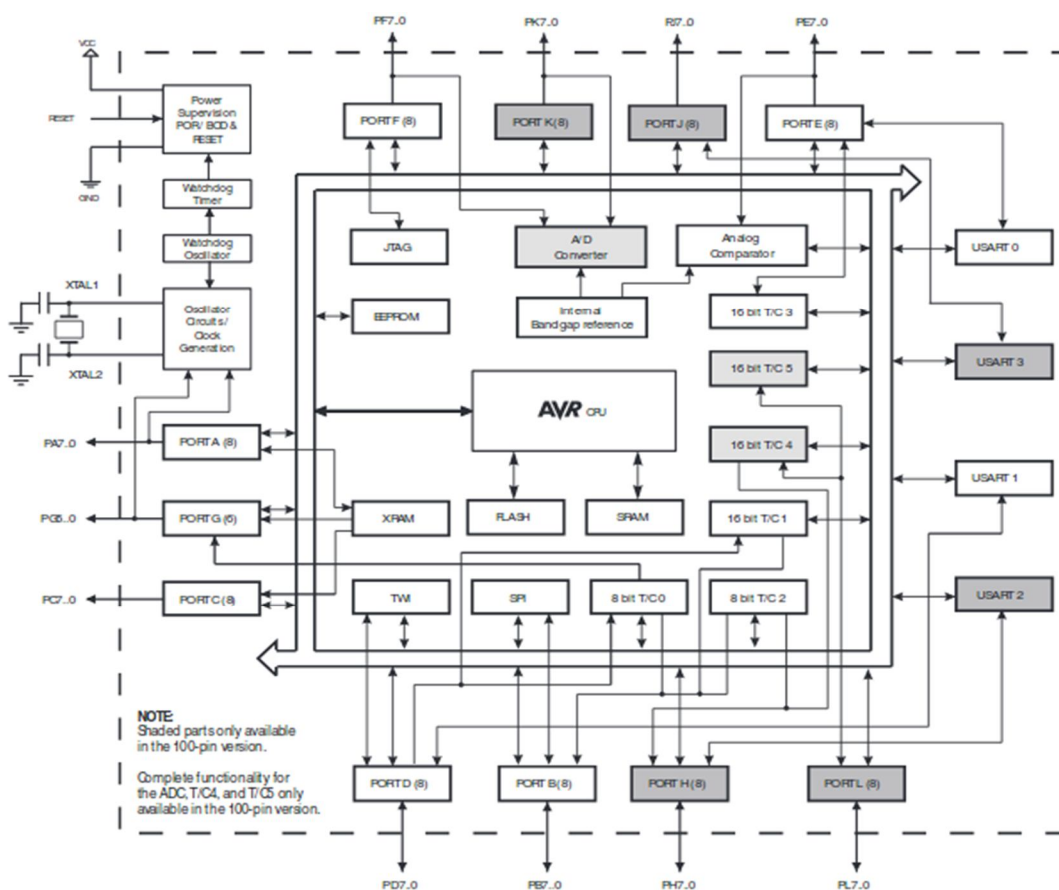 PF7..0
PK7..0
PJ7..0
PE7..0
VCC
RESET
GND
Power
Supervision
POR/ BOD &
RESET
PORT F (8)
PORT K (8)
PORT J (8)
PORT E (8)
Watchdog
Timer
Watchdog
Oscillator
JTAG
A/D
Converter
Analog
Comparator
USART 0
XTAL1
XTAL2
Oscillator
Circuits/
Clock
Generation
EEPROM
Internal
Bandgap reference
16 bit T/C 3
16 bit T/C 5
USART 3
AVR CPU
PA7..0
PORT A (8)
16 bit T/C 4
USART 1
PG5..0
PORT G (6)
XRAM
FLASH
SRAM
16 bit T/C 1
PC7..0
PORT C (8)
TWI
SPI
8 bit T/C 0
8 bit T/C 2
USART 2
NOTE:
Shaded parts only available
in the 100-pin version.
Complete functionality for
the ADC, T/C4, and T/C5 only
available in the 100-pin version.
PORT D (8)
PORT B (8)
PORT H (8)
PORT L (8)
PD7..0
PB7..0
PH7..0
PL7..0